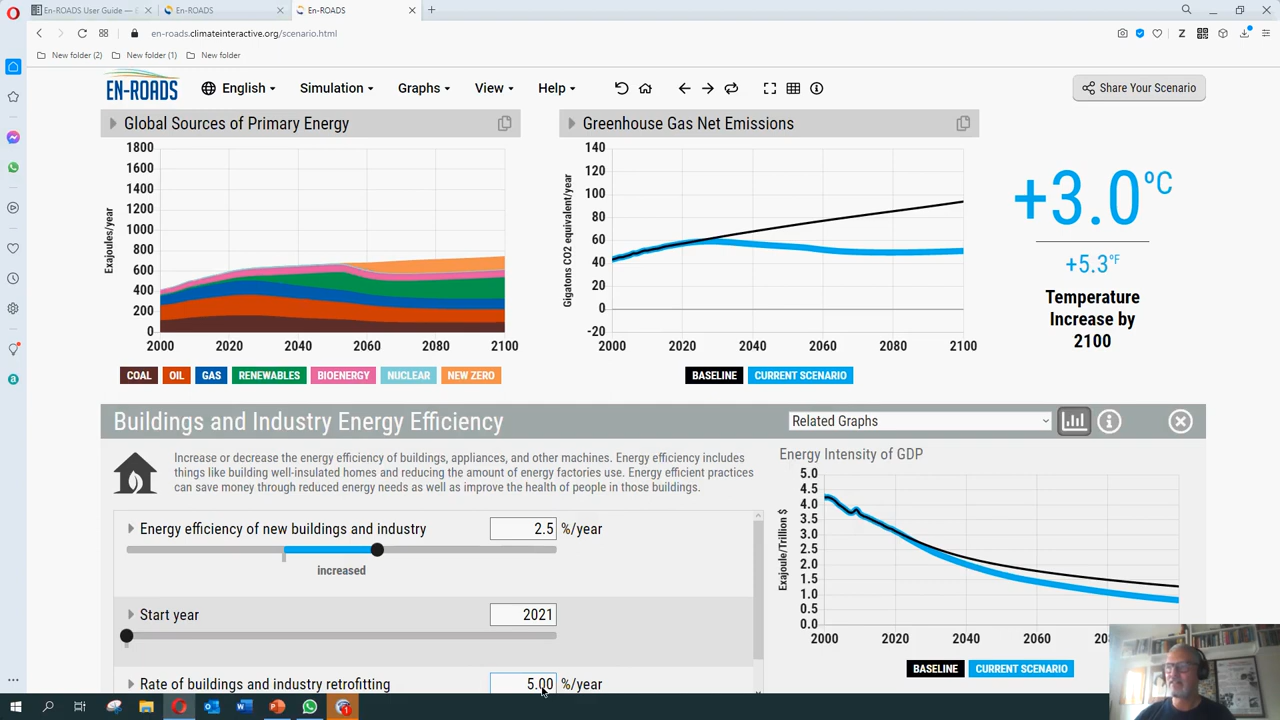 En-ROADS User Guide — 
En-ROADS
En-ROADS
en-roads.climateinteractive.org/scenario.html
New folder (2)
New folder (1)
New folder
EN-ROADS
English
Simulation
Graphs
View
Help
Share Your Scenario
Global Sources of Primary Energy
Exajoules/year
1800
1600
1400
1200
1000
800
600
400
200
0
2000 2020 2040 2060 2080 2100
COAL OIL GAS RENEWABLES BIOENERGY NUCLEAR NEW ZERO
Greenhouse Gas Net Emissions
Gigatons CO2 equivalent/year
140
120
100
80
60
40
20
0
-20
2000 2020 2040 2060 2080 2100
BASELINE CURRENT SCENARIO
+3.0°C
+5.3°F
Temperature
Increase by
2100
Buildings and Industry Energy Efficiency
Related Graphs
Increase or decrease the energy efficiency of buildings, appliances, and other machines. Energy efficiency includes
things like building well-insulated homes and reducing the amount of energy factories use. Energy efficient practices
can save money through reduced energy needs as well as improve the health of people in those buildings.
Energy efficiency of new buildings and industry 2.5 %/year
increased
Start year 2021
Rate of buildings and industry retrofitting 5.00 %/year
Energy Intensity of GDP
Exajoule/Trillion $
5.0
4.5
4.0
3.5
3.0
2.5
2.0
1.5
1.0
0.5
0.0
2000 2020 2040 2060
BASELINE CURRENT SCENARIO